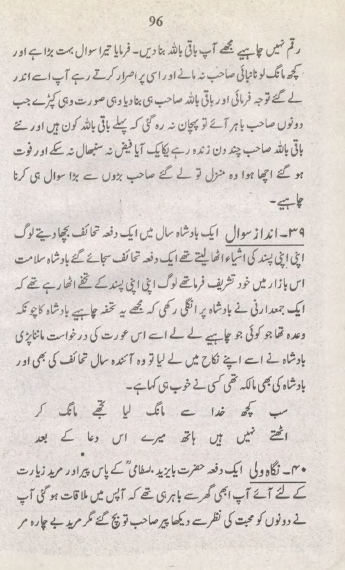 96
رقم نہیں چاہیے مجھے آپ باقی باللہ بنا دیں۔ فرمایا تیرا سوال بہت بڑا ہے اور
کچھ مانگ لو نانبائی صاحب نہ مانے اور اسی پر اصرار کرتے رہے آپ اسے اندر
لے گئے توجہ فرمائی اور باقی باللہ صاحب ہی بنا دیا وہی صورت وہی کپڑے جب
دونوں صاحب باہر آئے تو پہچان نہ رہ گئی کہ پہلے باقی باللہ کون ہیں اور نئے
باقی باللہ صاحب چند دن زندہ رہے یکایک آیا فیض نہ سنبھال نہ سکے اور فوت
ہو گئے اچھا ہوا وہ منزل تو لے گئے صاحب بڑوں سے بڑا سوال ہی کرنا
چاہیے۔
۳۹۔ انداز سوال ایک بادشاہ سال میں ایک دفعہ تحائف بچھا دیتے لوگ
اپنی اپنی پسند کی اشیاء اٹھا لیتے تھے ایک دفعہ تحائف سجائے گئے بادشاہ سلامت
اس بازار میں خود تشریف فرما تھے لوگ اپنی اپنی پسند کے تحفے اٹھا رہے تھے کہ
ایک جمعدارنی نے بادشاہ پر انگلی رکھی کہ مجھے یہ تحفہ چاہیے بادشاہ کا چونکہ
وعدہ تھا جو کوئی جو چاہیے لے لے اسے اس عورت کی درخواست ماننا پڑی
بادشاہ نے اسے اپنے نکاح میں لے لیا تو وہ آئندہ سال تحائف کی بھی اور
بادشاہ کی بھی مالکہ تھی کسی نے خوب ہی کہا ہے۔
سب کچھ خدا سے مانگ لیا تجھے مانگ کر
اٹھتے نہیں ہیں ہاتھ میرے اس دعا کے بعد
۴۰۔ نگاہ ولی ایک دفعہ حضرت بایزید بسطامیؒ کے پاس پیر اور مرید زیارت
کے لئے آئے آپ ابھی گھر سے باہر ہی تھے کہ آپس میں ملاقات ہو گئی آپ
نے دونوں کو محبت کی نظر سے دیکھا پیر صاحب تو بچ گئے مگر مرید بے چارہ مر